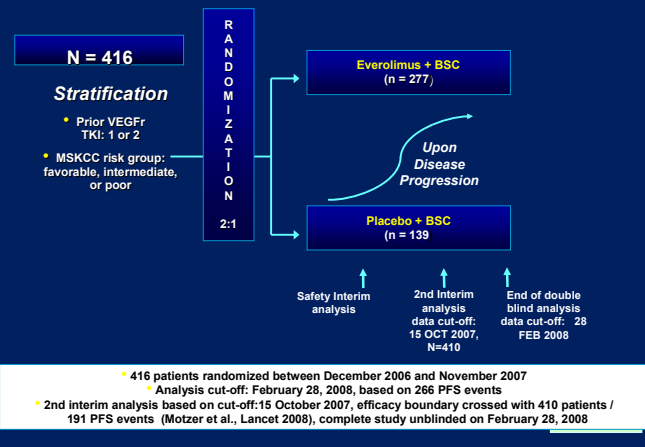 N = 416
Stratification
• Prior VEGFr
TKI: 1 or 2
• MSKCC risk group:
favorable, intermediate,
or poor
R
A
N
D
O
M
I
Z
A
T
I
O
N
2:1
Everolimus + BSC
(n = 277)
Upon
Disease
Progression
Placebo + BSC
(n = 139
Safety Interim
analysis
2nd Interim
analysis
data cut-off:
15 OCT 2007,
N=410
End of double
blind analysis
data cut-off: 28
FEB 2008
• 416 patients randomized between December 2006 and November 2007
• Analysis cut-off: February 28, 2008, based on 266 PFS events
• 2nd interim analysis based on cut-off:15 October 2007, efficacy boundary crossed with 410 patients /
191 PFS events (Motzer et al., Lancet 2008), complete study unblinded on February 28, 2008